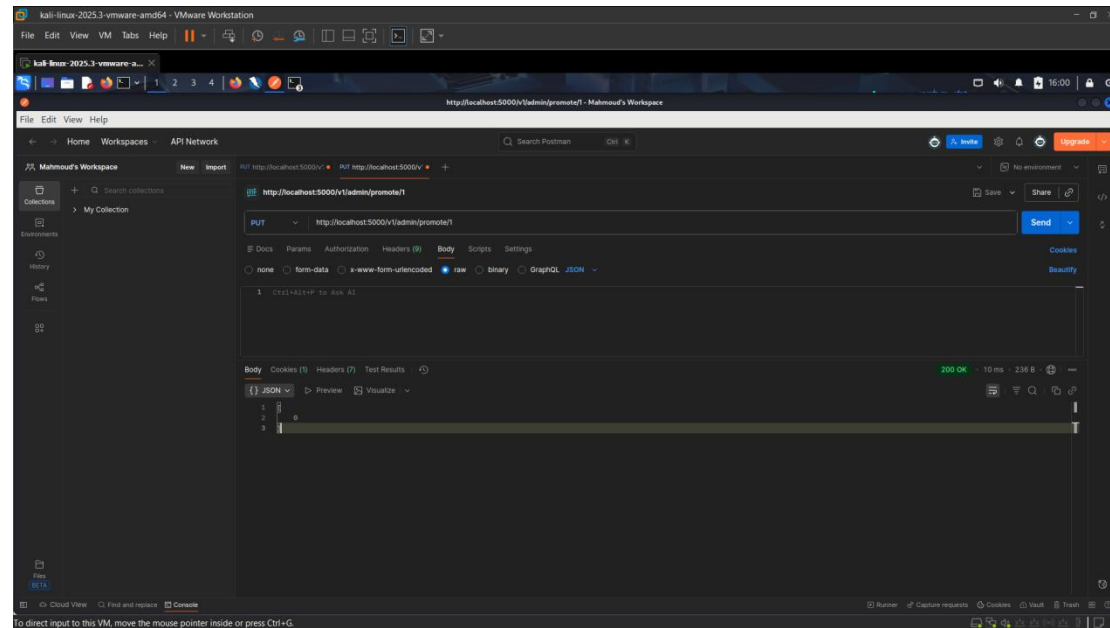 kali-linux-2025.3-vmware-amd64 - VMware Workstation
File Edit View VM Tabs Help
kali-linux-2025.3-vmware-a...
1 2 3 4
16:00
http://localhost:5000/v1/admin/promote/1 - Mahmoud's Workspace
File Edit View Help
Home Workspaces API Network
Search Postman Ctrl K
Invite
Upgrade
Mahmoud's Workspace New Import
PUT http://localhost:5000/v1 PUT http://localhost:5000/v
No environment
Collections
Search collections
http://localhost:5000/v1/admin/promote/1
Save Share
My Collection
PUT http://localhost:5000/v1/admin/promote/1
Send
Environments
Docs Params Authorization Headers (9) Body Scripts Settings
Cookies
History
none form-data x-www-form-urlencoded raw binary GraphQL JSON
Beautify
Flows
1 Ctrl+Alt+P to Ask AI
Body Cookies (1) Headers (7) Test Results
200 OK 10 ms 236 B
{} JSON Preview Visualize
1 [
2 0
3 ]
Files
BETA
Cloud View Find and replace Console
Runner Capture requests Cookies Vault Trash
To direct input to this VM, move the mouse pointer inside or press Ctrl+G.